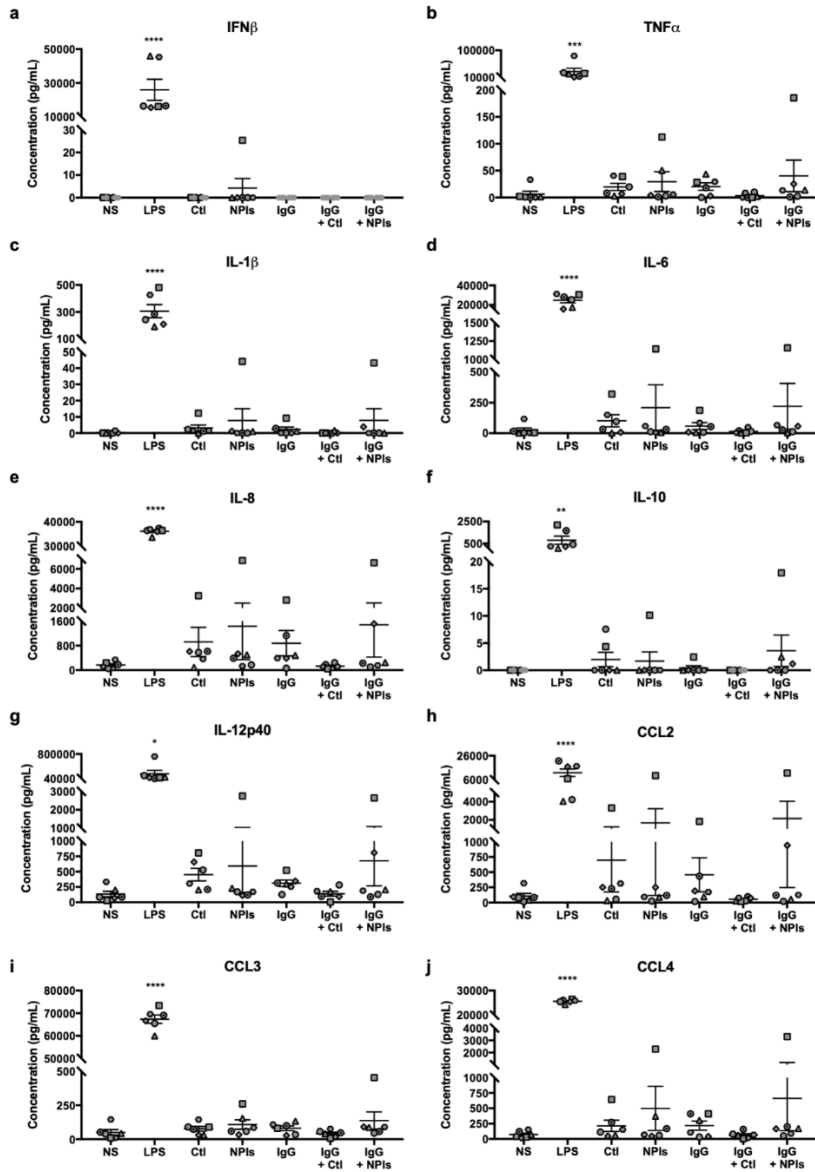 a
IFNβ
Concentration (pg/mL)
50000
30000
10000
30
20
10
0
****
NS LPS Ctl NPIs IgG IgG + Ctl IgG + NPIs
b
TNFα
Concentration (pg/mL)
100000
10000
200
150
100
50
0
***
NS LPS Ctl NPIs IgG IgG + Ctl IgG + NPIs
c
IL-1β
Concentration (pg/mL)
500
300
100
50
40
30
20
10
0
****
NS LPS Ctl NPIs IgG IgG + Ctl IgG + NPIs
d
IL-6
Concentration (pg/mL)
40000
20000
1500
1250
1000
500
250
0
****
NS LPS Ctl NPIs IgG IgG + Ctl IgG + NPIs
e
IL-8
Concentration (pg/mL)
40000
30000
8000
6000
4000
2000
1600
800
0
****
NS LPS Ctl NPIs IgG IgG + Ctl IgG + NPIs
f
IL-10
Concentration (pg/mL)
2500
500
20
15
10
5
0
**
NS LPS Ctl NPIs IgG IgG + Ctl IgG + NPIs
g
IL-12p40
Concentration (pg/mL)
800000
40000
3000
2000
1000
1000
750
500
250
0
*
NS LPS Ctl NPIs IgG IgG + Ctl IgG + NPIs
h
CCL2
Concentration (pg/mL)
26000
6000
4000
2000
1000
750
500
250
0
****
NS LPS Ctl NPIs IgG IgG + Ctl IgG + NPIs
i
CCL3
Concentration (pg/mL)
80000
70000
60000
50000
500
250
0
****
NS LPS Ctl NPIs IgG IgG + Ctl IgG + NPIs
j
CCL4
Concentration (pg/mL)
30000
20000
4000
3000
2000
1000
750
500
250
0
****
NS LPS Ctl NPIs IgG IgG + Ctl IgG + NPIs